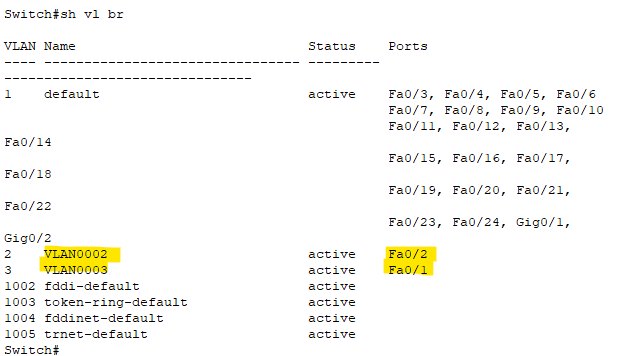 Switch#sh vl br
VLAN Name                             Status    Ports
---- -------------------------------- ---------
-------------------------------
1    default                          active    Fa0/3, Fa0/4, Fa0/5, Fa0/6
                                                Fa0/7, Fa0/8, Fa0/9, Fa0/10
                                                Fa0/11, Fa0/12, Fa0/13,
Fa0/14
                                                Fa0/15, Fa0/16, Fa0/17,
Fa0/18
                                                Fa0/19, Fa0/20, Fa0/21,
Fa0/22
                                                Fa0/23, Fa0/24, Gig0/1,
Gig0/2
2    VLAN0002                         active    Fa0/2
3    VLAN0003                         active    Fa0/1
1002 fddi-default                     active
1003 token-ring-default               active
1004 fddinet-default                  active
1005 trnet-default                    active
Switch#